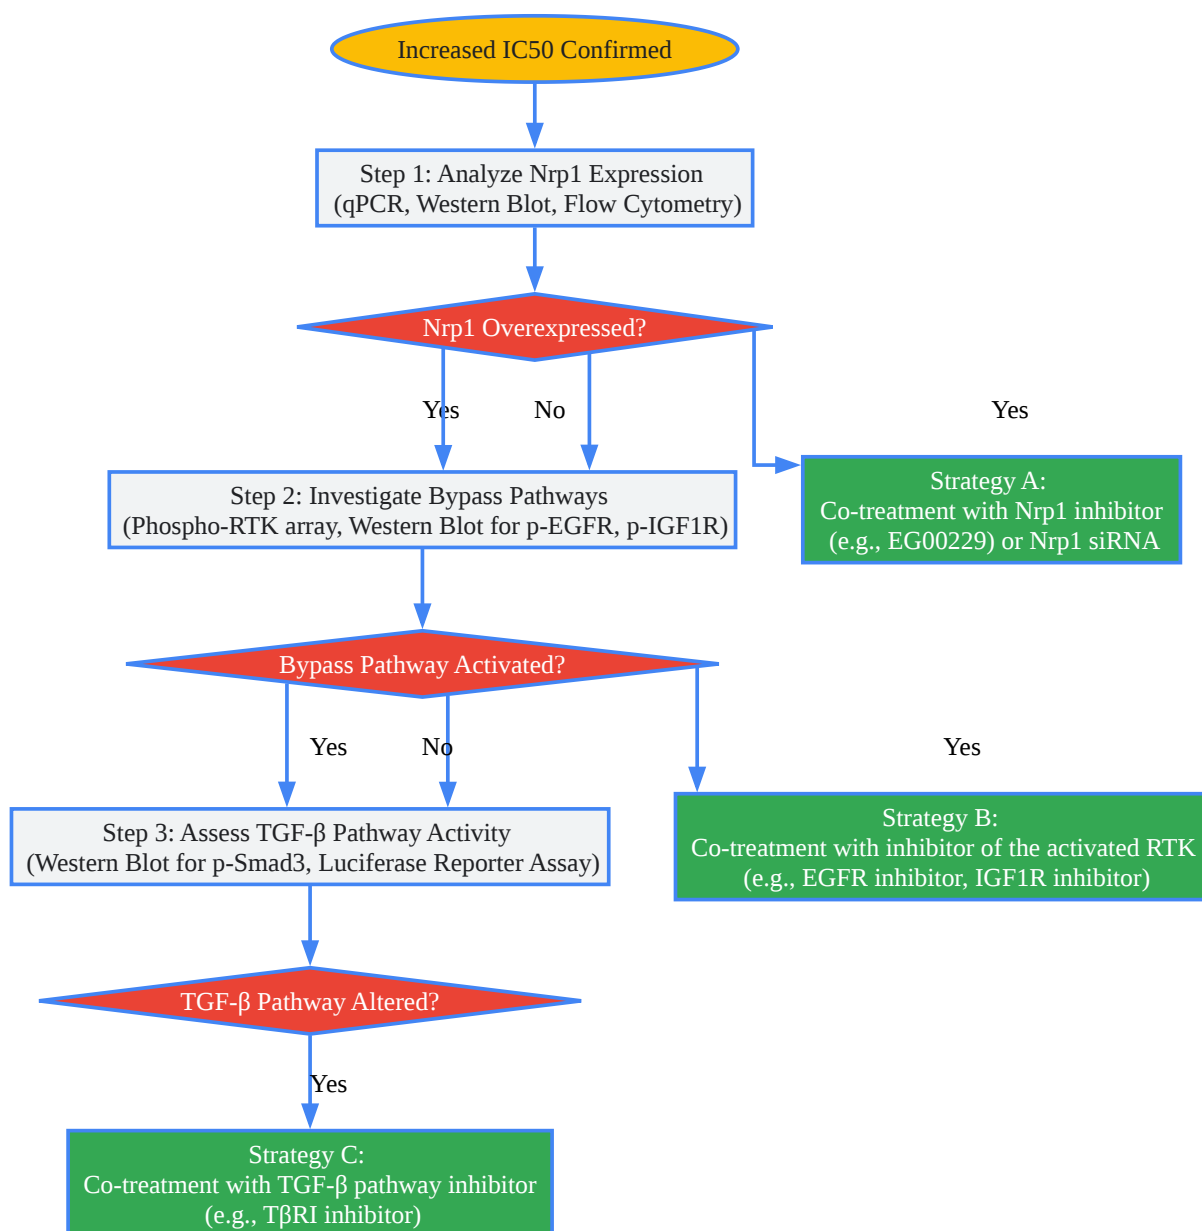 Increased IC50 Confirmed
Step 1: Analyze Nrp1 Expression
(qPCR, Western Blot, Flow Cytometry)
Nrp1 Overexpressed?
Yes
No
Yes
Step 2: Investigate Bypass Pathways
(Phospho-RTK array, Western Blot for p-EGFR, p-IGF1R)
Strategy A:
Co-treatment with Nrp1 inhibitor
(e.g., EG00229) or Nrp1 siRNA
Bypass Pathway Activated?
Yes
No
Yes
Step 3: Assess TGF-β Pathway Activity
(Western Blot for p-Smad3, Luciferase Reporter Assay)
Strategy B:
Co-treatment with inhibitor of the activated RTK
(e.g., EGFR inhibitor, IGF1R inhibitor)
TGF-β Pathway Altered?
Yes
Strategy C:
Co-treatment with TGF-β pathway inhibitor
(e.g., TβRI inhibitor)